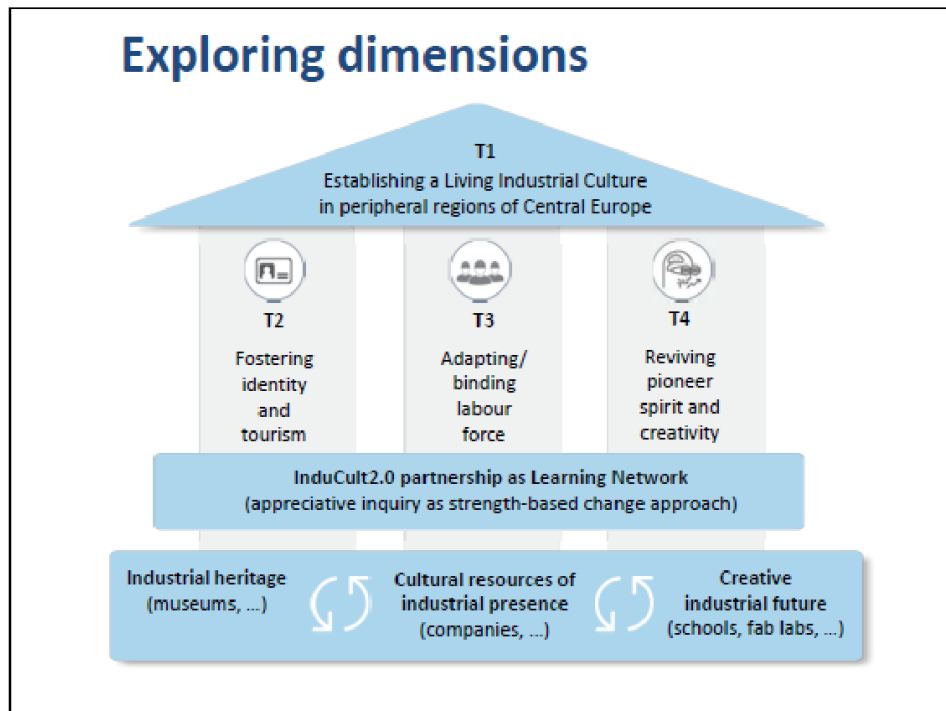 Exploring dimensions
T1
Establishing a Living Industrial Culture
in peripheral regions of Central Europe
T2
Fostering
identity
and
tourism
T3
Adapting/
binding
labour
force
T4
Reviving
pioneer
spirit and
creativity
InduCult2.0 partnership as Learning Network
(appreciative inquiry as strength-based change approach)
Industrial heritage
(museums, ...)
Cultural resources of
industrial presence
(companies, ...)
Creative
industrial future
(schools, fab labs, ...)